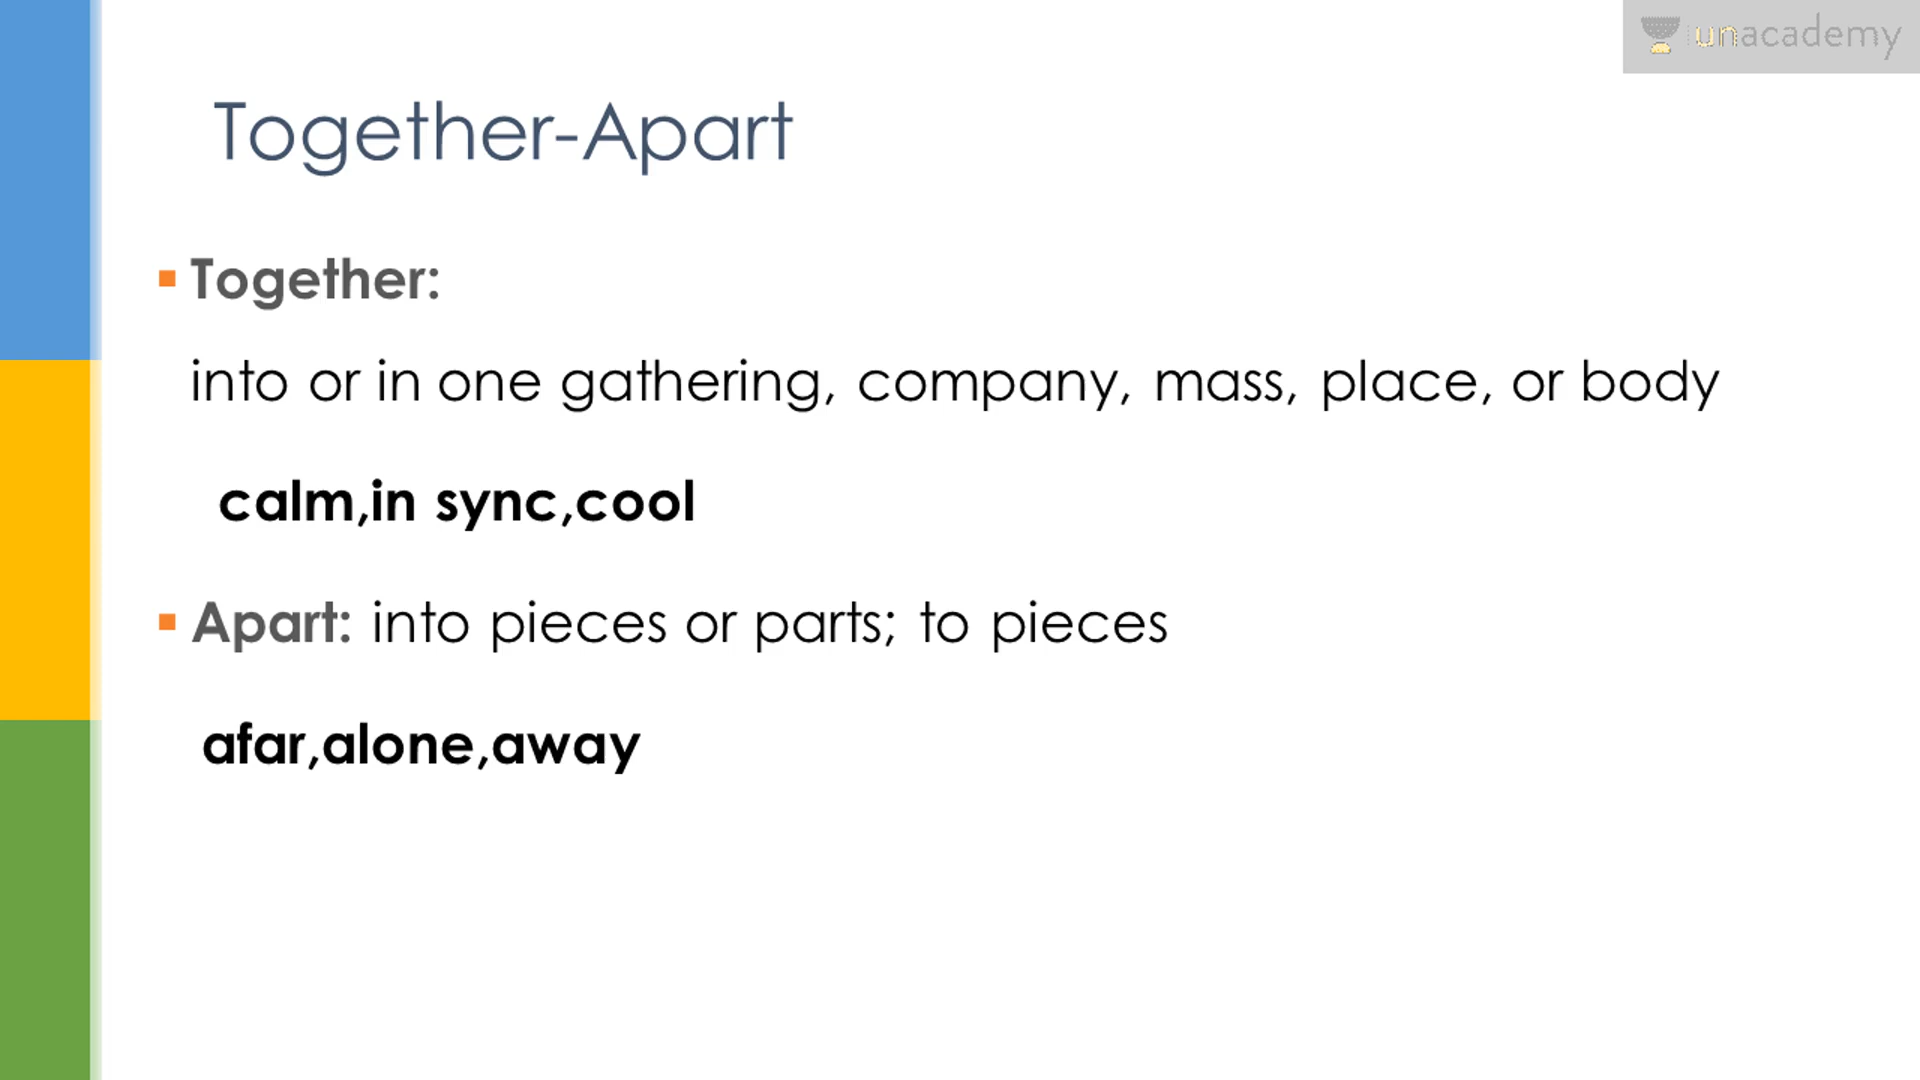 unacademy
Together-Apart
Together:
into or in one gathering, company, mass, place, or body
calm,in sync,cool
Apart: into pieces or parts; to pieces
afar,alone,away